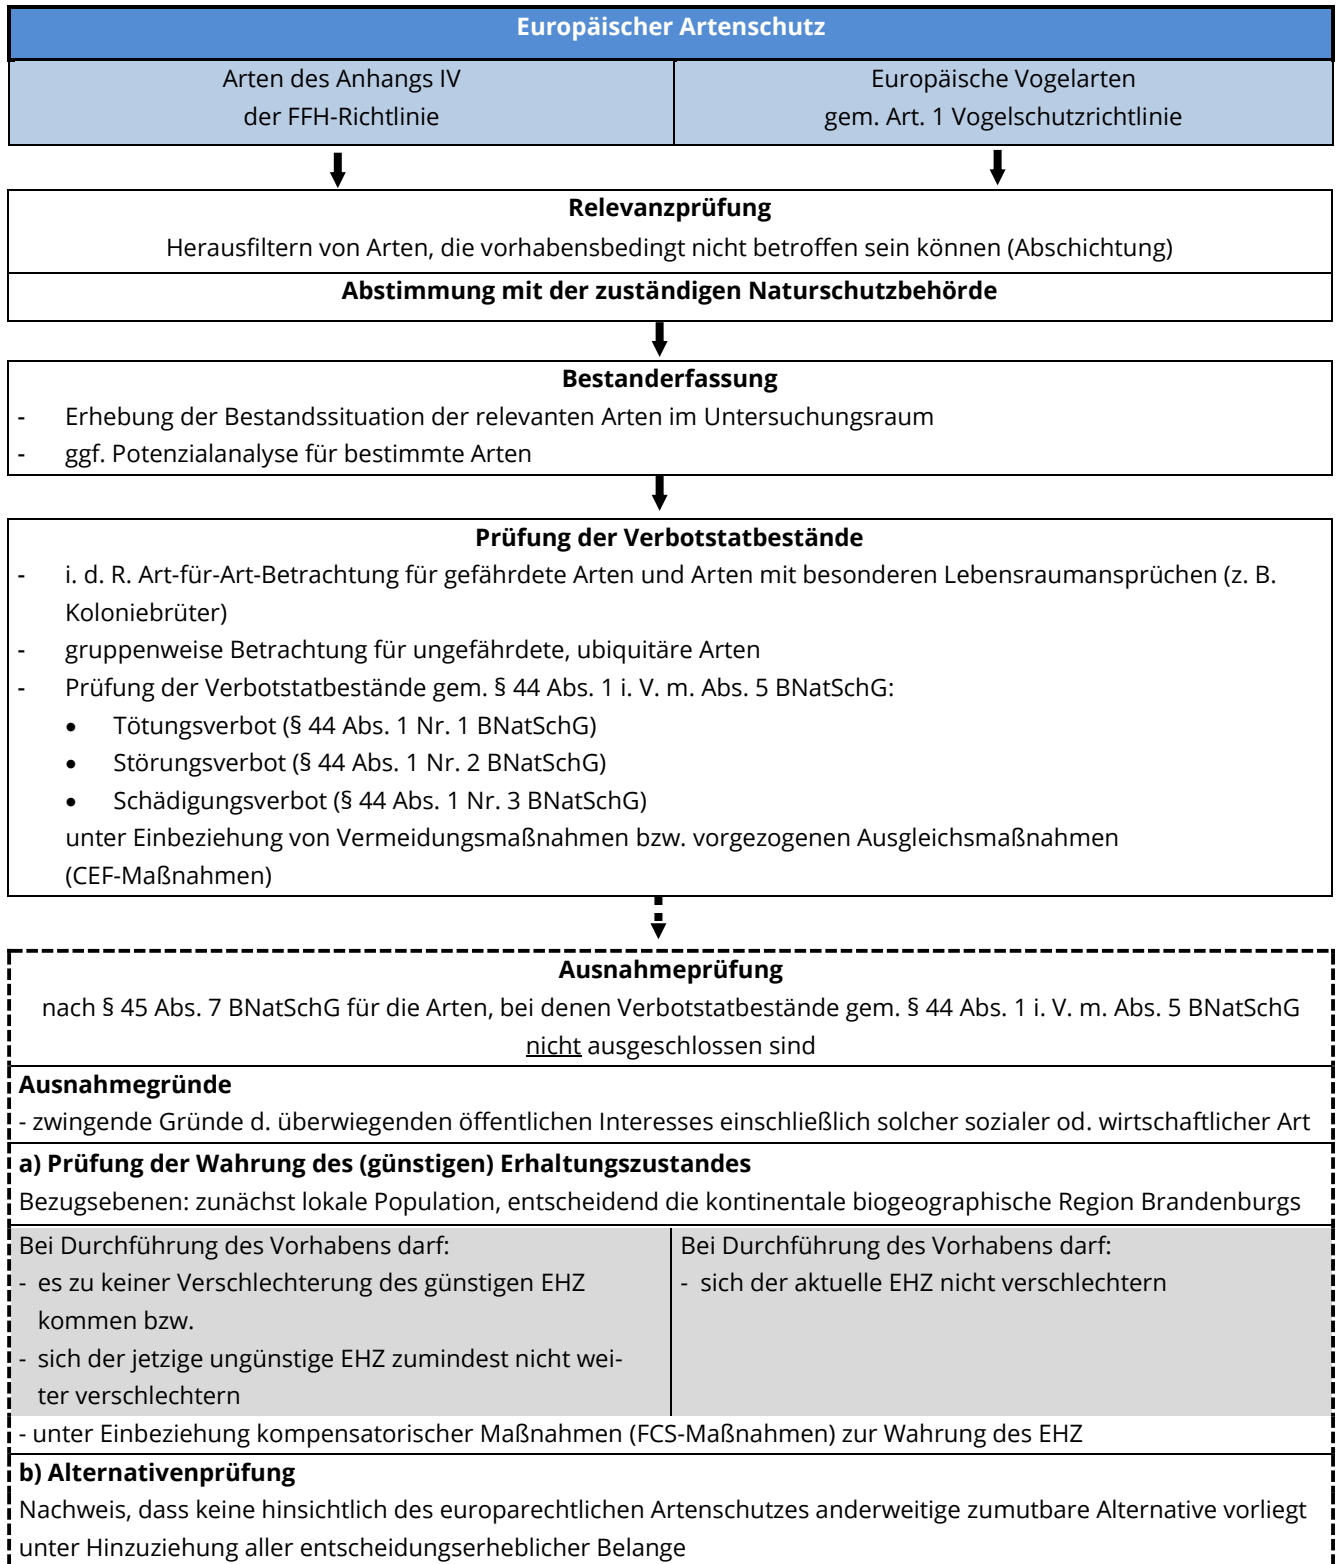 Europäischer Artenschutz
Arten des Anhangs IV
der FFH-Richtlinie
Europäische Vogelarten
gem. Art. 1 Vogelschutzrichtlinie
Relevanzprüfung
Herausfiltern von Arten, die vorhabensbedingt nicht betroffen sein können (Abschichtung)
Abstimmung mit der zuständigen Naturschutzbehörde
Bestanderfassung
- Erhebung der Bestandssituation der relevanten Arten im Untersuchungsraum
- ggf. Potenzialanalyse für bestimmte Arten
Prüfung der Verbotstatbestände
- i. d. R. Art-für-Art-Betrachtung für gefährdete Arten und Arten mit besonderen Lebensraumansprüchen (z. B.
Koloniebrüter)
- gruppenweise Betrachtung für ungefährdete, ubiquitäre Arten
- Prüfung der Verbotstatbestände gem. § 44 Abs. 1 i. V. m. Abs. 5 BNatSchG:
• Tötungsverbot (§ 44 Abs. 1 Nr. 1 BNatSchG)
• Störungsverbot (§ 44 Abs. 1 Nr. 2 BNatSchG)
• Schädigungsverbot (§ 44 Abs. 1 Nr. 3 BNatSchG)
unter Einbeziehung von Vermeidungsmaßnahmen bzw. vorgezogenen Ausgleichsmaßnahmen
(CEF-Maßnahmen)
Ausnahmeprüfung
nach § 45 Abs. 7 BNatSchG für die Arten, bei denen Verbotstatbestände gem. § 44 Abs. 1 i. V. m. Abs. 5 BNatSchG
nicht ausgeschlossen sind
Ausnahmegründe
- zwingende Gründe d. überwiegenden öffentlichen Interesses einschließlich solcher sozialer od. wirtschaftlicher Art
a) Prüfung der Wahrung des (günstigen) Erhaltungszustandes
Bezugsebenen: zunächst lokale Population, entscheidend die kontinentale biogeographische Region Brandenburgs
Bei Durchführung des Vorhabens darf:
- es zu keiner Verschlechterung des günstigen EHZ
kommen bzw.
- sich der jetzige ungünstige EHZ zumindest nicht wei-
ter verschlechtern
Bei Durchführung des Vorhabens darf:
- sich der aktuelle EHZ nicht verschlechtern
- unter Einbeziehung kompensatorischer Maßnahmen (FCS-Maßnahmen) zur Wahrung des EHZ
b) Alternativenprüfung
Nachweis, dass keine hinsichtlich des europarechtlichen Artenschutzes anderweitige zumutbare Alternative vorliegt
unter Hinzuziehung aller entscheidungserheblicher Belange